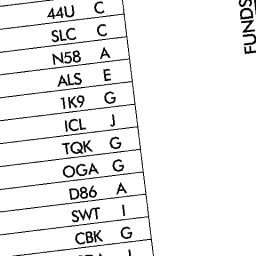 44U C
SLC C
N58 A
ALS E
1K9 G
ICL J
TQK G
OGA G
D86 A
SWT I
CBK G
FUNDS